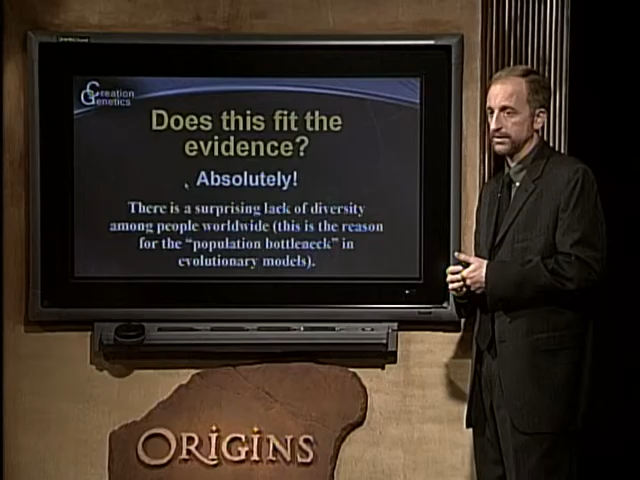 Creation
Genetics
Does this fit the
evidence?
Absolutely!
There is a surprising lack of diversity
among people worldwide (this is the reason
for the "population bottleneck" in
evolutionary models).
ORIGINS